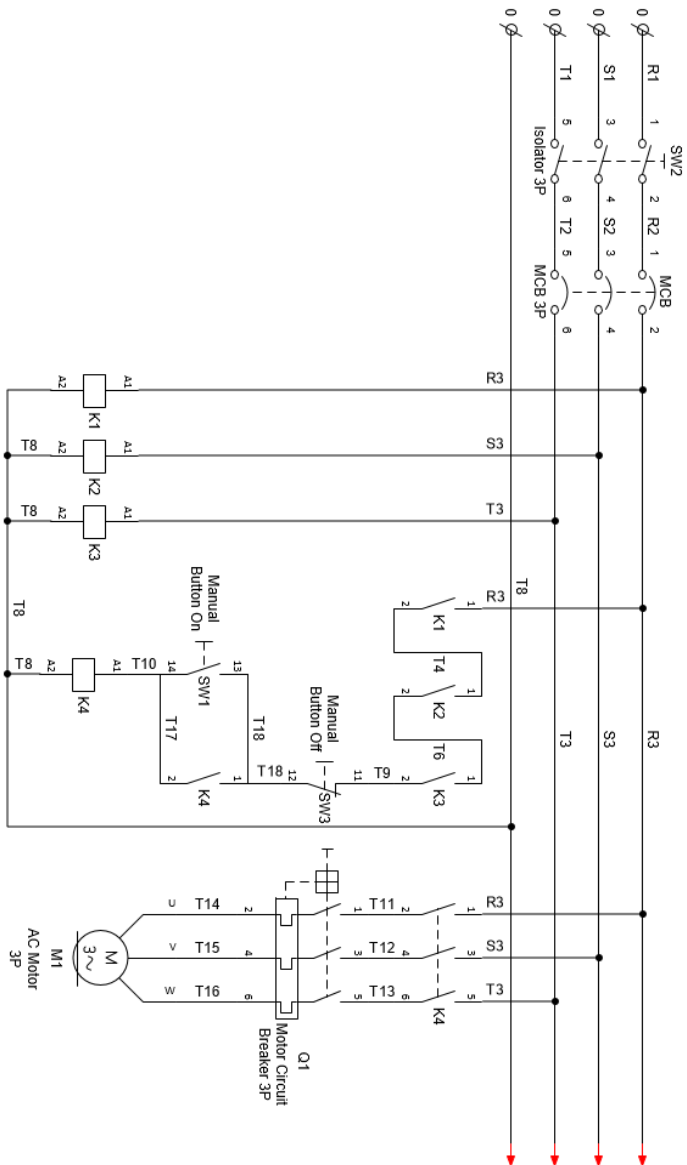 0
0
0
0
T1
S1
R1
5
3
1
SW2
Isolator 3P
6
4
2
T2
S2
R2
5
3
1
MCB
MCB 3P
6
4
2
R3
A2
A1
K1
S3
T8
A2
A1
K2
T3
T8
A2
A1
K3
T8
T8
R3
2
1
K1
T4
2
1
K2
T6
2
1
K3
Manual
Button On
T8
A2
A1
T10
14
13
SW1
K4
T17
T18
2
1
K4
Manual
Button Off
T18
12
11
T9
SW3
T3
S3
R3
U
T14
2
1
T11
2
1
R3
V
T15
4
3
T12
4
3
S3
W
T16
6
5
T13
6
5
T3
K4
M
3~
M1
AC Motor
3P
Q1
Motor Circuit
Breaker 3P